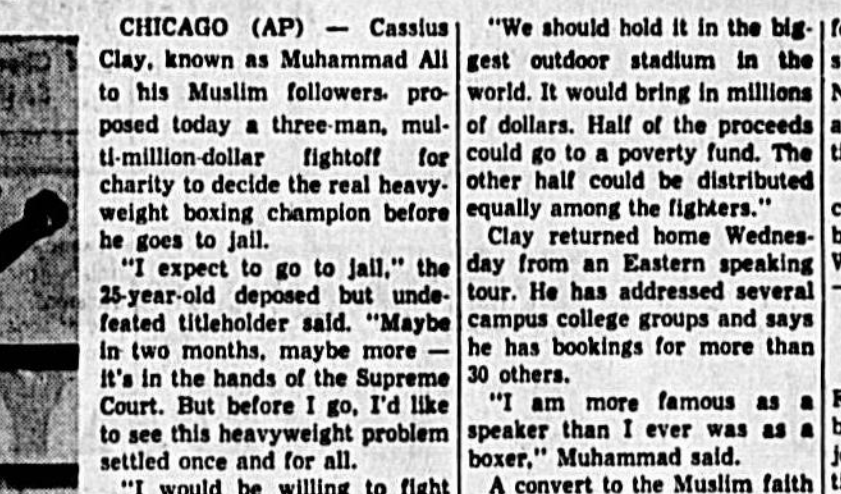 CHICAGO (AP) — Cassius
Clay, known as Muhammad Ali
to his Muslim followers, pro-
posed today a three-man, mul-
ti-million-dollar fightoff for
charity to decide the real heavy-
weight boxing champion before
he goes to jail.
"I expect to go to jail," the
25-year-old deposed but unde-
feated titleholder said. "Maybe
in two months, maybe more —
it's in the hands of the Supreme
Court. But before I go, I'd like
to see this heavyweight problem
settled once and for all.
"I would be willing to fight
"We should hold it in the big-
gest outdoor stadium in the
world. It would bring in millions
of dollars. Half of the proceeds
could go to a poverty fund. The
other half could be distributed
equally among the fighters."
Clay returned home Wednes-
day from an Eastern speaking
tour. He has addressed several
campus college groups and says
he has bookings for more than
30 others.
"I am more famous as a
speaker than I ever was as a
boxer," Muhammad said.
A convert to the Muslim faith